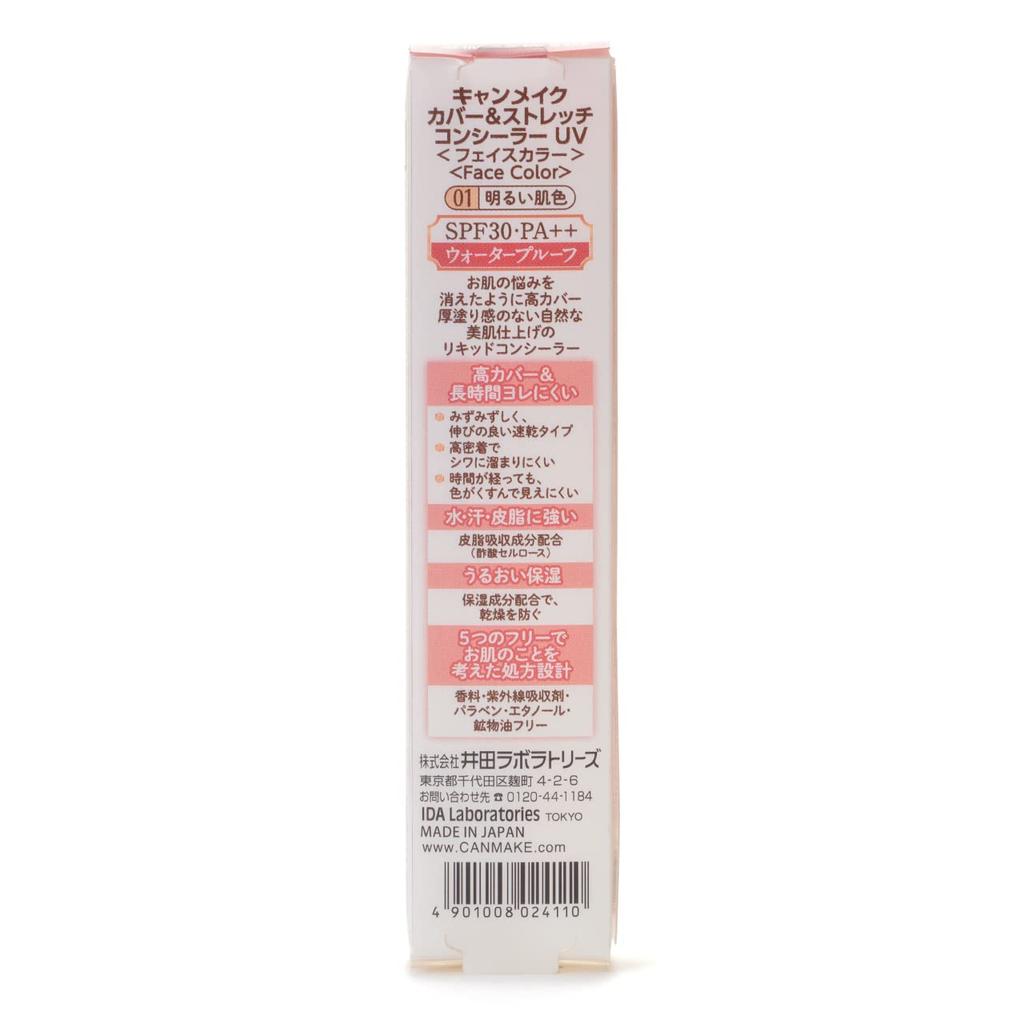 キャンメイク
カバー&ストレッチ
コンシーラー UV
<フェイスカラー>
<Face Color>
01 明るい肌色
SPF30・PA++
ウォータープルーフ
お肌の悩みを
消えたように高カバー
厚塗り感のない自然な
美肌仕上げの
リキッドコンシーラー
高カバー&
長時間ヨレにくい
みずみずしく、
伸びの良い速乾タイプ
高密着で
シワに溜まりにくい
時間が経っても、
色がくすんで見えにくい
水・汗・皮脂に強い
皮脂吸収成分配合
(酢酸セルロース)
うるおい保湿
保湿成分配合で、
乾燥を防ぐ
5つのフリーで
お肌のことを
考えた処方設計
香料・紫外線吸収剤・
パラベン・エタノール・
鉱物油フリー
株式会社 井田ラボラトリーズ
東京都千代田区麹町 4-2-6
お問い合わせ先 ☎ 0120-44-1184
IDA Laboratories TOKYO
MADE IN JAPAN
www.CANMAKE.com
4 901008 024110